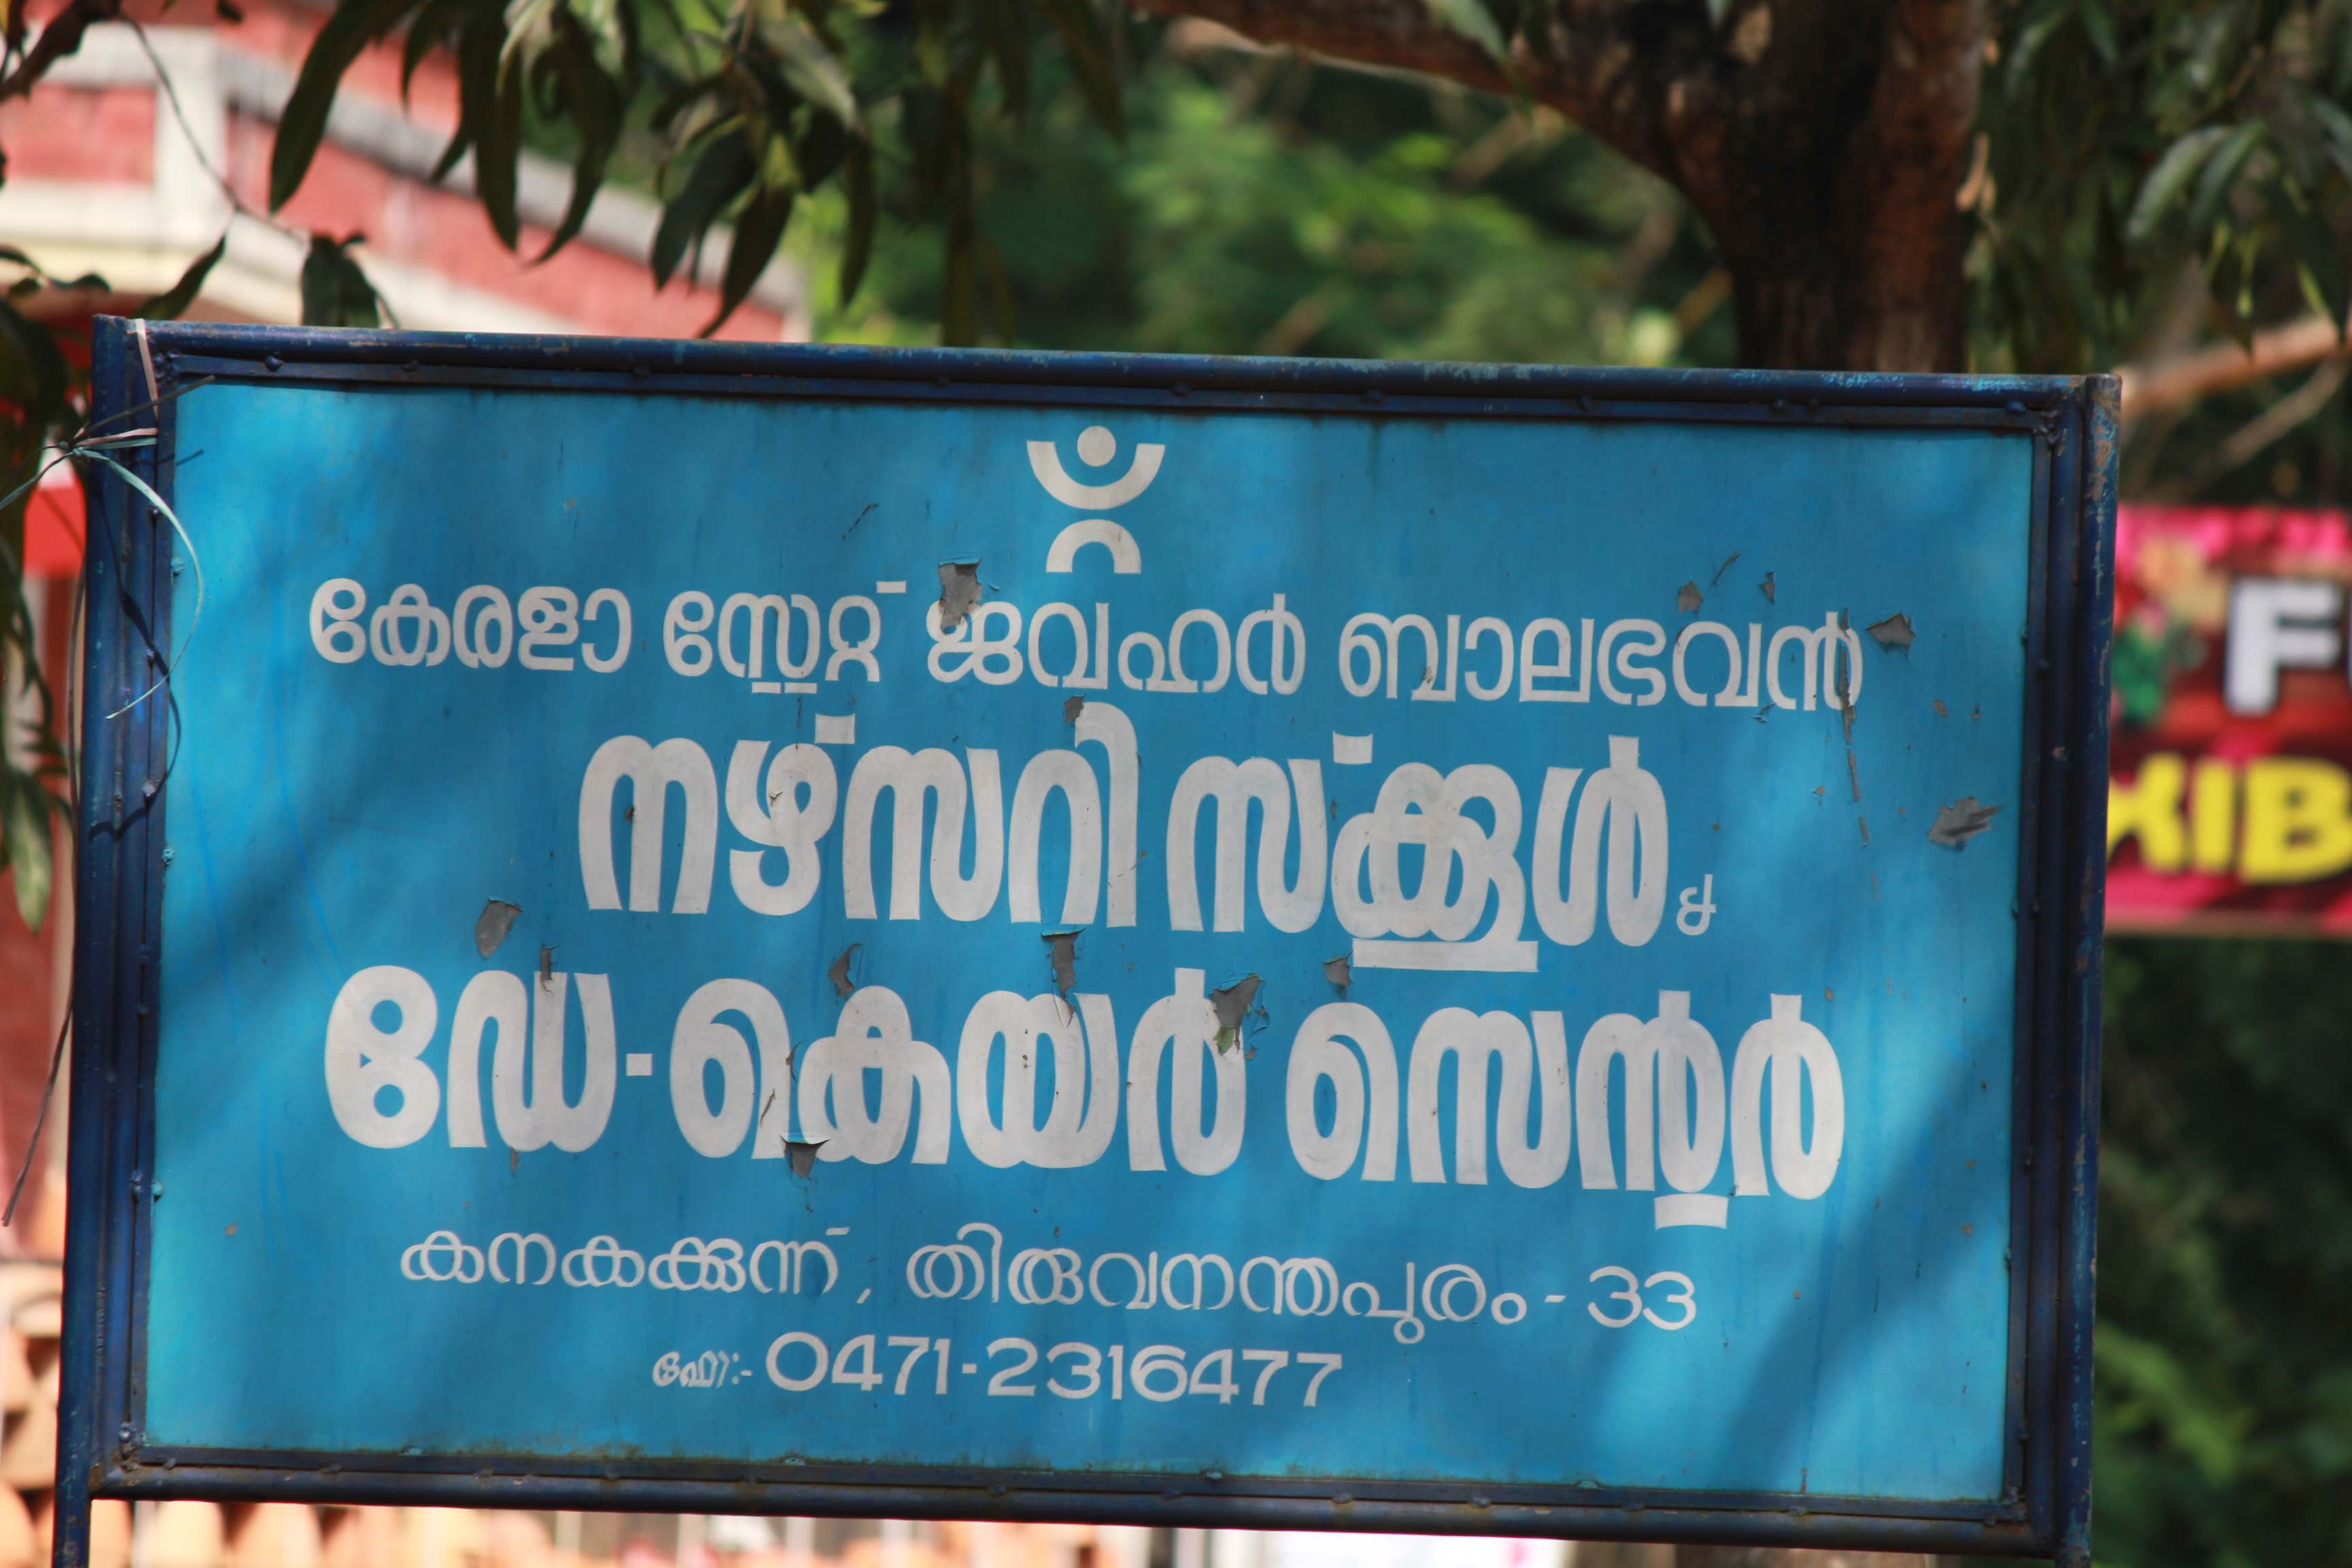 കേരളാ സ്റ്റേറ്റ് ജവഹർ ബാലഭവൻ
നഴ്സറി സ്ക്കൂൾ &
ഡേ-കെയർ സെന്റർ
കനകക്കുന്ന്, തിരുവനന്തപുരം - 33
ഫോ:- 0471-2316477